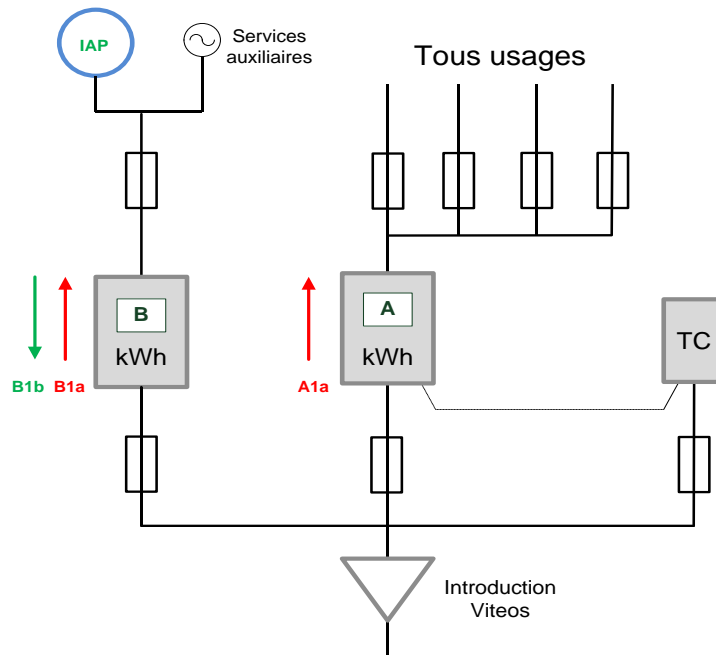 IAP
Services
auxiliaires
Tous usages
B
kWh
A
kWh
TC
B1b
B1a
A1a
Introduction
Viteos